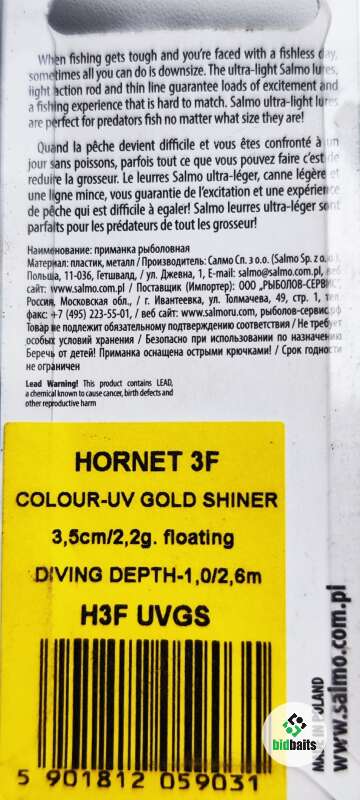 When fishing gets tough and you're faced with a fishless day,
sometimes all you can do is downsize. The ultra-light Salmo lures,
light action rod and thin line guarantee loads of excitement and
a fishing experience that is hard to match. Salmo ultra-light lures
are perfect for predators fish no matter what size they are!
Quand la pêche devient difficile et vous êtes confronté à un
jour sans poissons, parfois tout ce que vous pouvez faire c'est de
reduire la grosseur. Le leurres Salmo ultra-léger, canne légère et
une ligne mince, vous guarantie de l'excitation et une expérience
de pêche qui est difficile a egaler! Salmo leurres ultra-léger sont
parfaits pour les prédateurs de tout les grosseur!
Наименование: приманка рыболовная
Материал: пластик, металл / Производитель: Салмо Сп. з о.о. (Salmo Sp. z o.o.),
Польша, 11-036, Гетшвалд, / ул. Джевна, 1, E-mail: salmo@salmo.com.pl, веб
сайт: www.salmo.com.pl / Поставщик (Импортер): ООО „РЫБОЛОВ-СЕРВИС",
Россия, Московская обл., / г. Ивантеевка, ул. Толмачева, 49, стр. 1, тел.
факс: +7 (495) 223-55-01, / веб сайт: www.salmoru.com, рыболов-сервис.рф
Товар не подлежит обязательному подтверждению соответствия / Не требует
особых условий хранения / Безопасно при использовании по назначению
Беречь от детей! Приманка оснащена острыми крючками! / Срок годности
не ограничен
Lead Warning! This product contains LEAD,
a chemical known to cause cancer, birth defects and
other reproductive harm
HORNET 3F
COLOUR-UV GOLD SHINER
3,5cm/2,2g. floating
DIVING DEPTH-1,0/2,6m
H3F UVGS
5 901812 059031
MADE IN POLAND
www.salmo.com.pl
bidbaits